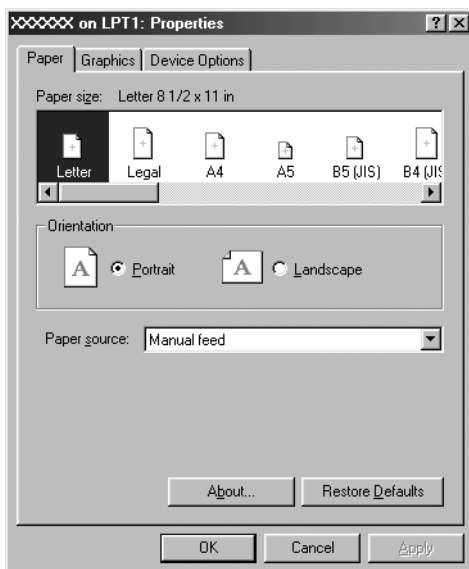 XXXXXX on LPT1: Properties
Paper Graphics Device Options
Paper size: Letter 8 1/2 x 11 in
Letter Legal A4 A5 B5 (JIS) B4 (JIS
Orientation
A Portrait A Landscape
Paper source: Manual feed
About... Restore Defaults
OK Cancel Apply